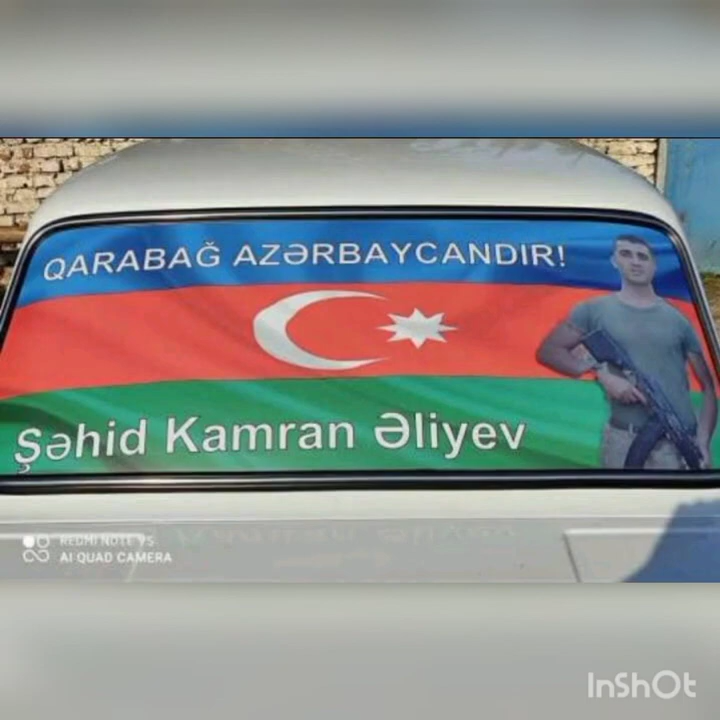 QARABAĞ AZƏRBAYCANDIR!
Şəhid Kamran Əliyev
REDMI NOTE 9S
AI QUAD CAMERA
InShOt